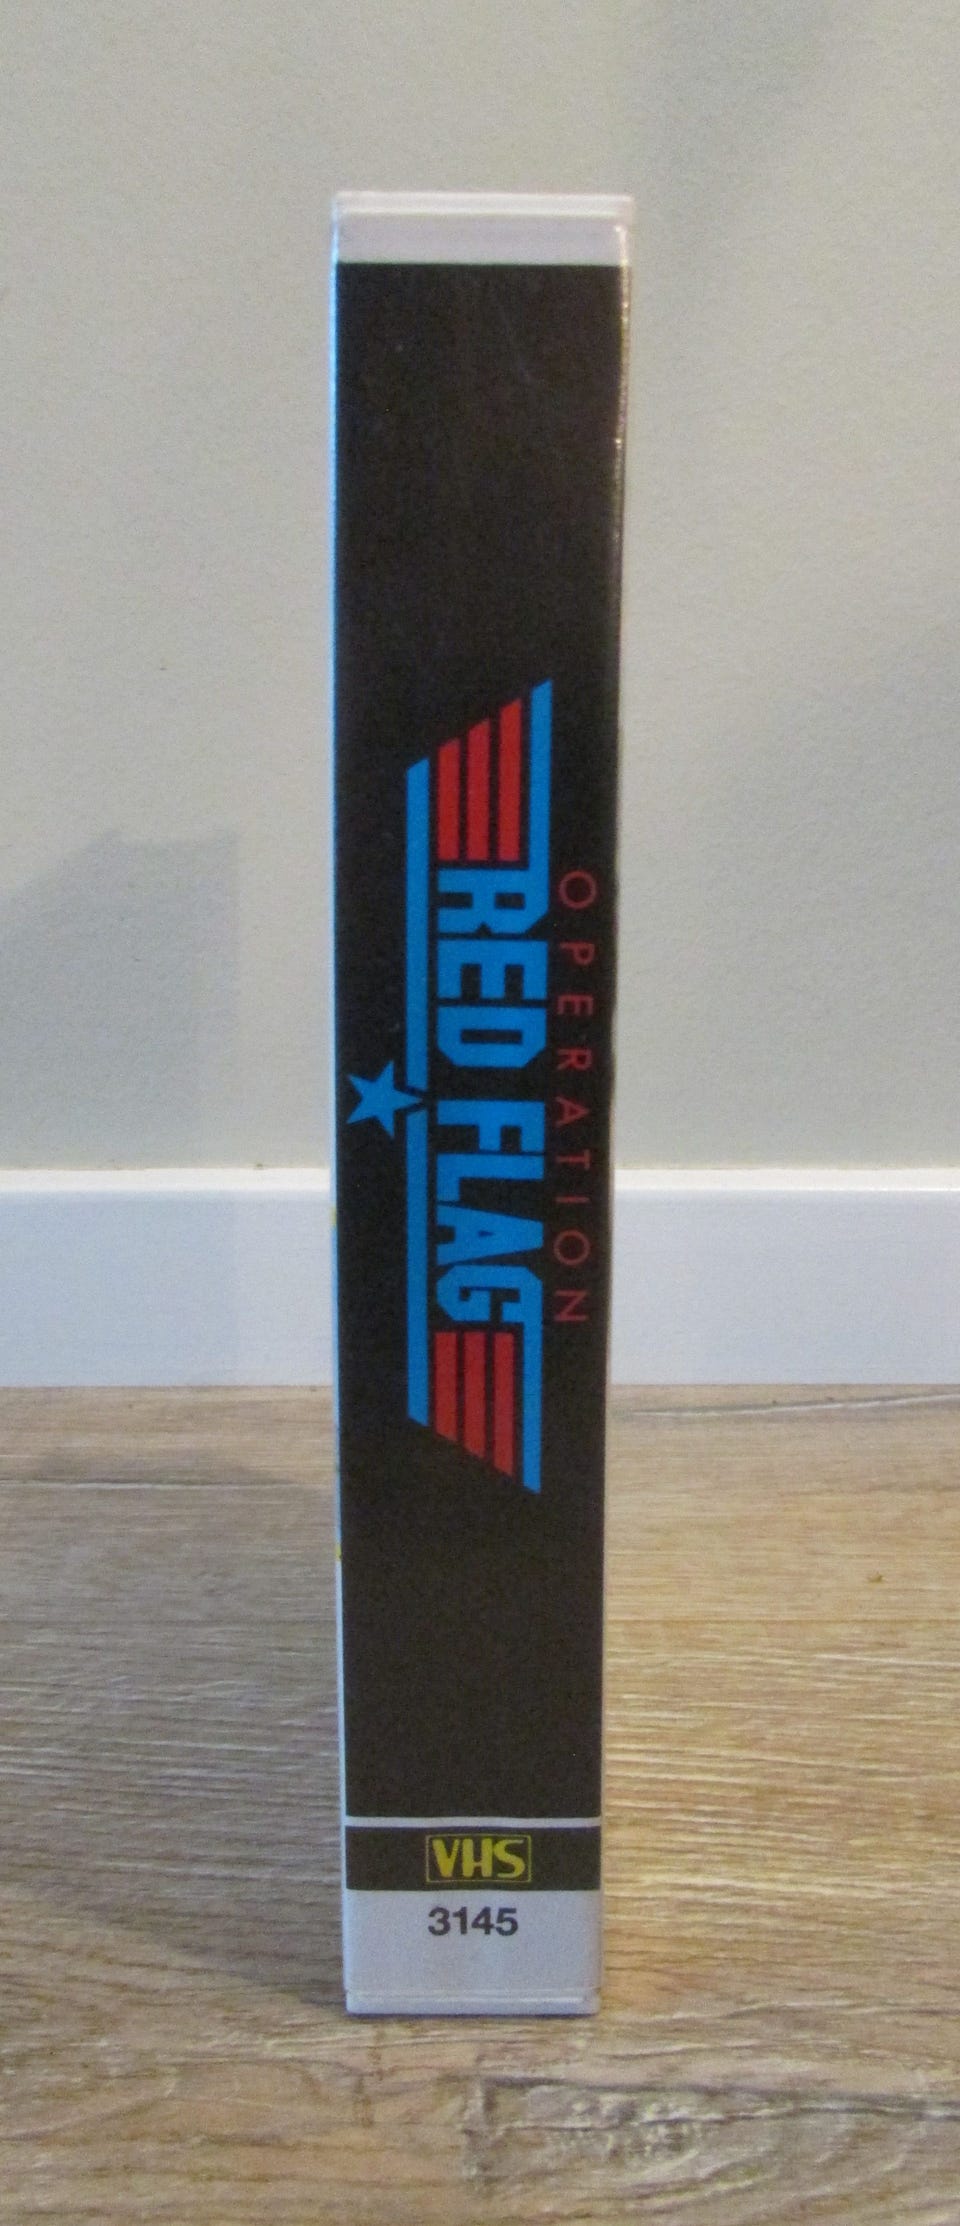 OPERATION
RED FLAG
VHS
3145